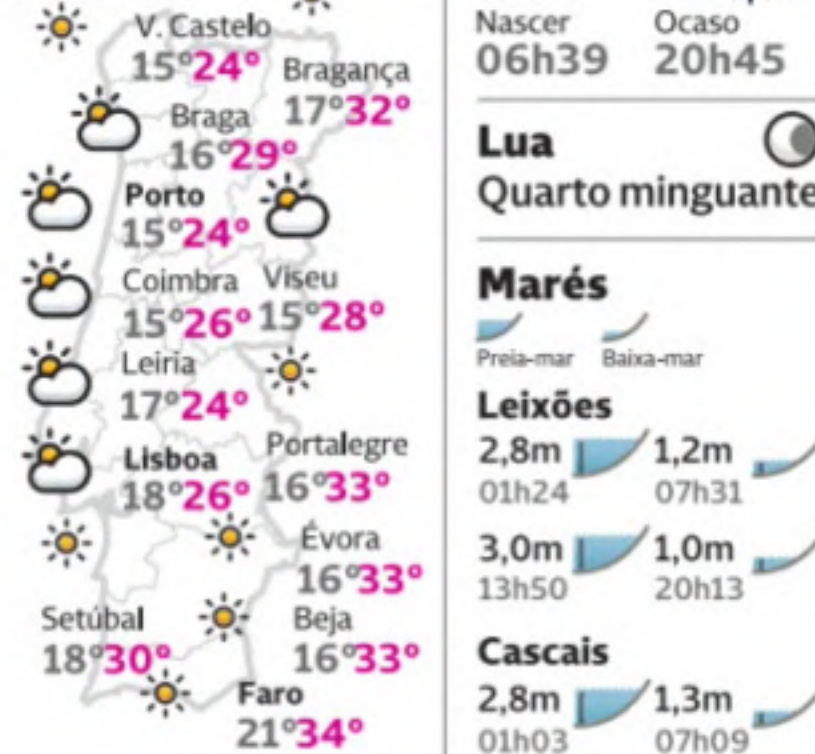 V. Castelo
15°24°
Bragança
17°32°
Braga
16°29°
Porto
15°24°
Coimbra
15°26°
Viseu
15°28°
Leiria
17°24°
Lisboa
18°26°
Portalegre
16°33°
Évora
16°33°
Setúbal
18°30°
Beja
16°33°
Faro
21°34°
Nascer Ocaso
06h39 20h45
Lua
Quarto minguante
Marés
Preia-mar Baixa-mar
Leixões
2,8m 1,2m
01h24 07h31
3,0m 1,0m
13h50 20h13
Cascais
2,8m 1,3m
01h03 07h09